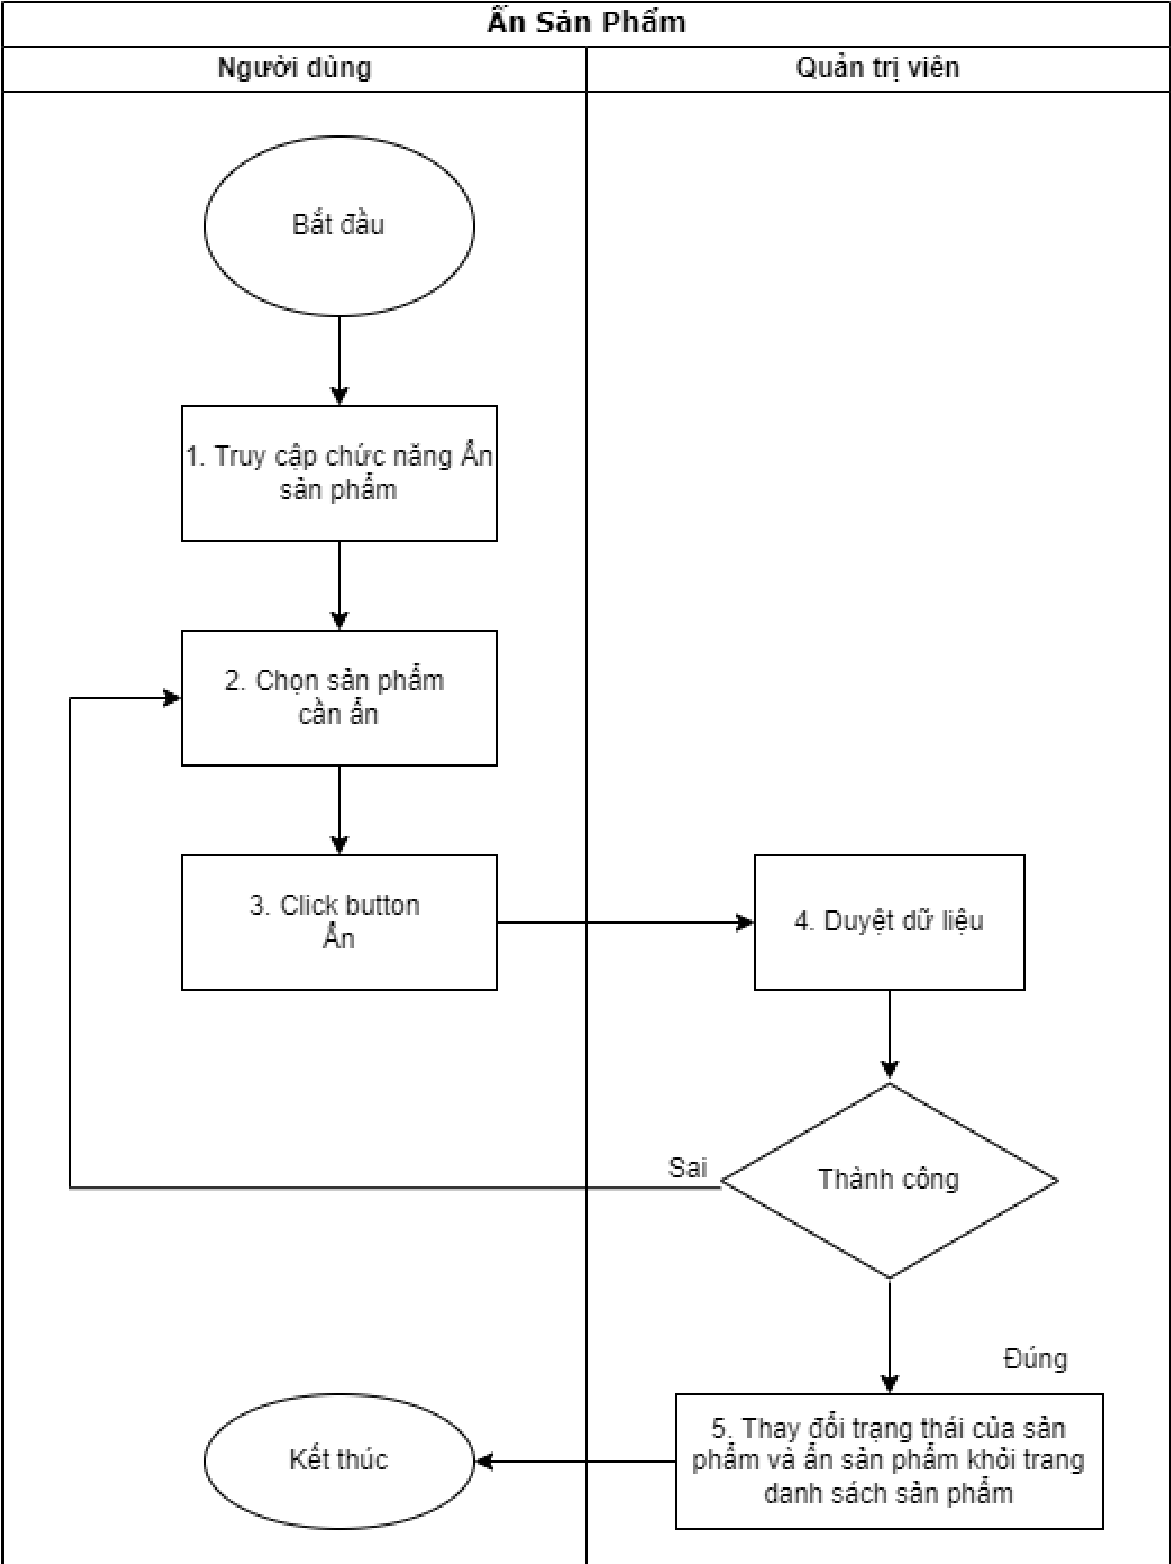 Ẩn Sản Phẩm
Người dùng
Quản trị viên
Bắt đầu
1. Truy cập chức năng Ẩn
sản phẩm
2. Chọn sản phẩm
cần ẩn
3. Click button
Ẩn
4. Duyệt dữ liệu
Thành công
Sai
Đúng
5. Thay đổi trạng thái của sản
phẩm và ẩn sản phẩm khỏi trang
danh sách sản phẩm
Kết thúc